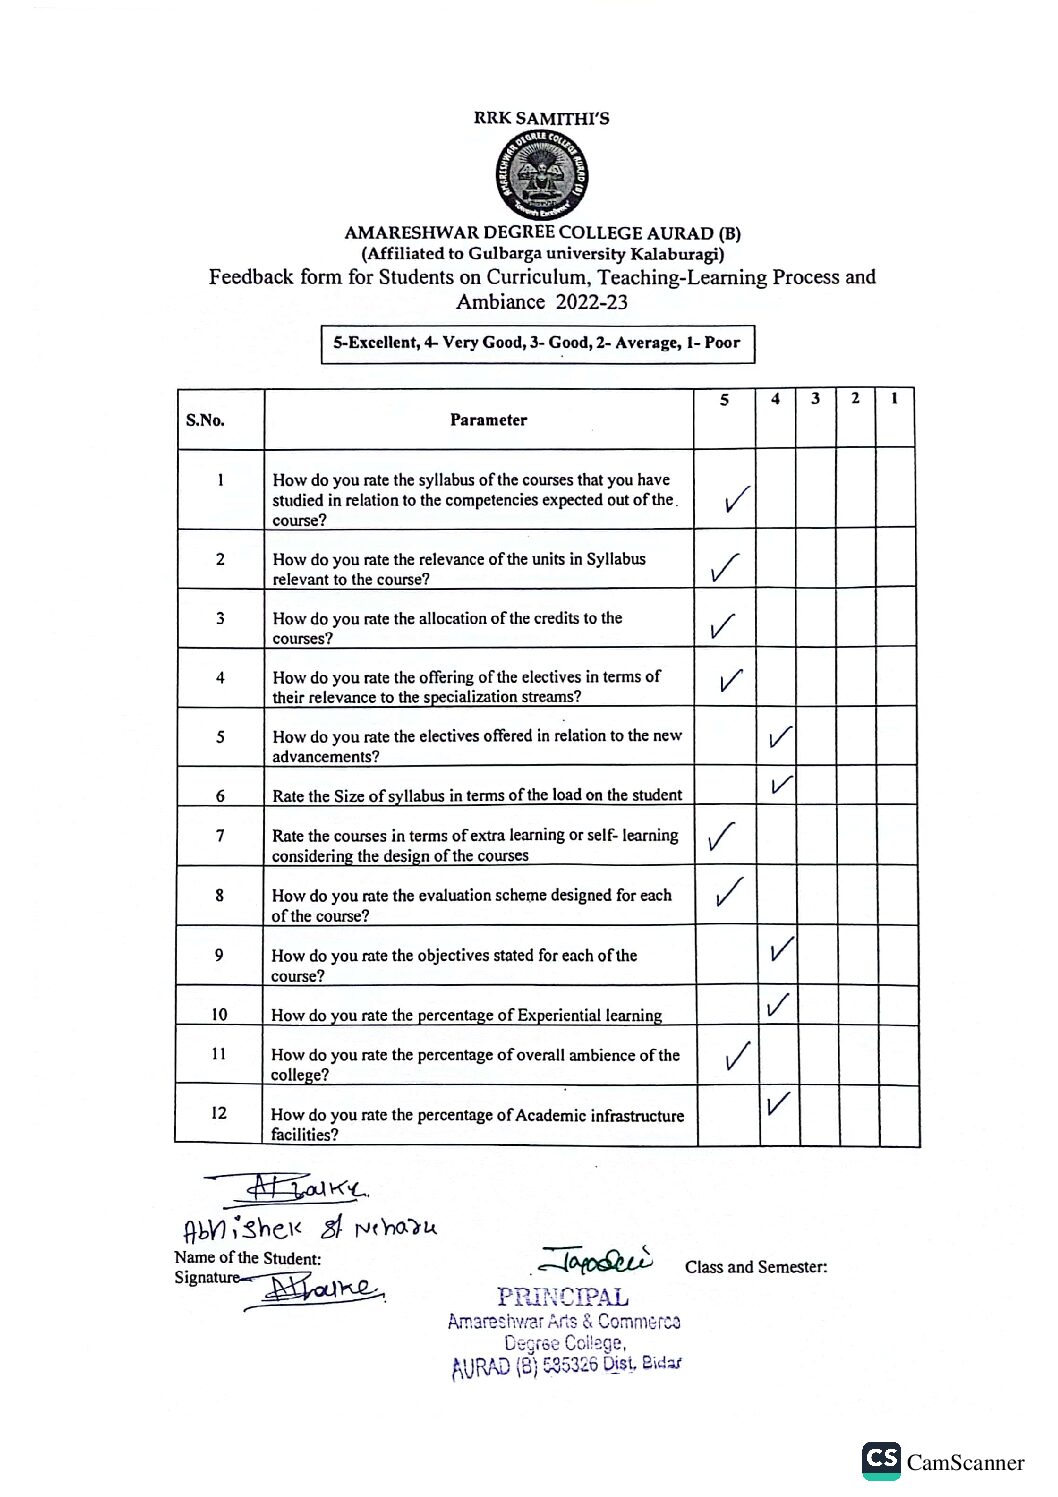 RRK SAMITHI'S
AMARESHWAR DEGREE COLLEGE AURAD (B)
"Towards Excellence"
AMARESHWAR DEGREE COLLEGE AURAD (B)
(Affiliated to Gulbarga university Kalaburagi)
Feedback form for Students on Curriculum, Teaching-Learning Process and
Ambiance 2022-23
5-Excellent, 4- Very Good, 3- Good, 2- Average, 1- Poor
S.No. Parameter 5 4 3 2 1
1 How do you rate the syllabus of the courses that you have
studied in relation to the competencies expected out of the
course? ✓
2 How do you rate the relevance of the units in Syllabus
relevant to the course? ✓
3 How do you rate the allocation of the credits to the
courses? ✓
4 How do you rate the offering of the electives in terms of
their relevance to the specialization streams? ✓
5 How do you rate the electives offered in relation to the new
advancements? ✓
6 Rate the Size of syllabus in terms of the load on the student ✓
7 Rate the courses in terms of extra learning or self- learning
considering the design of the courses ✓
8 How do you rate the evaluation scheme designed for each
of the course? ✓
9 How do you rate the objectives stated for each of the
course? ✓
10 How do you rate the percentage of Experiential learning ✓
11 How do you rate the percentage of overall ambience of the
college? ✓
12 How do you rate the percentage of Academic infrastructure
facilities? ✓
Abhishek s/ Neharu
Name of the Student:
Signature
Class and Semester:
PRINCIPAL
Amareshwar Arts & Commerce
Degree College,
AURAD (B) 585326 Dist. Bidar
CS CamScanner